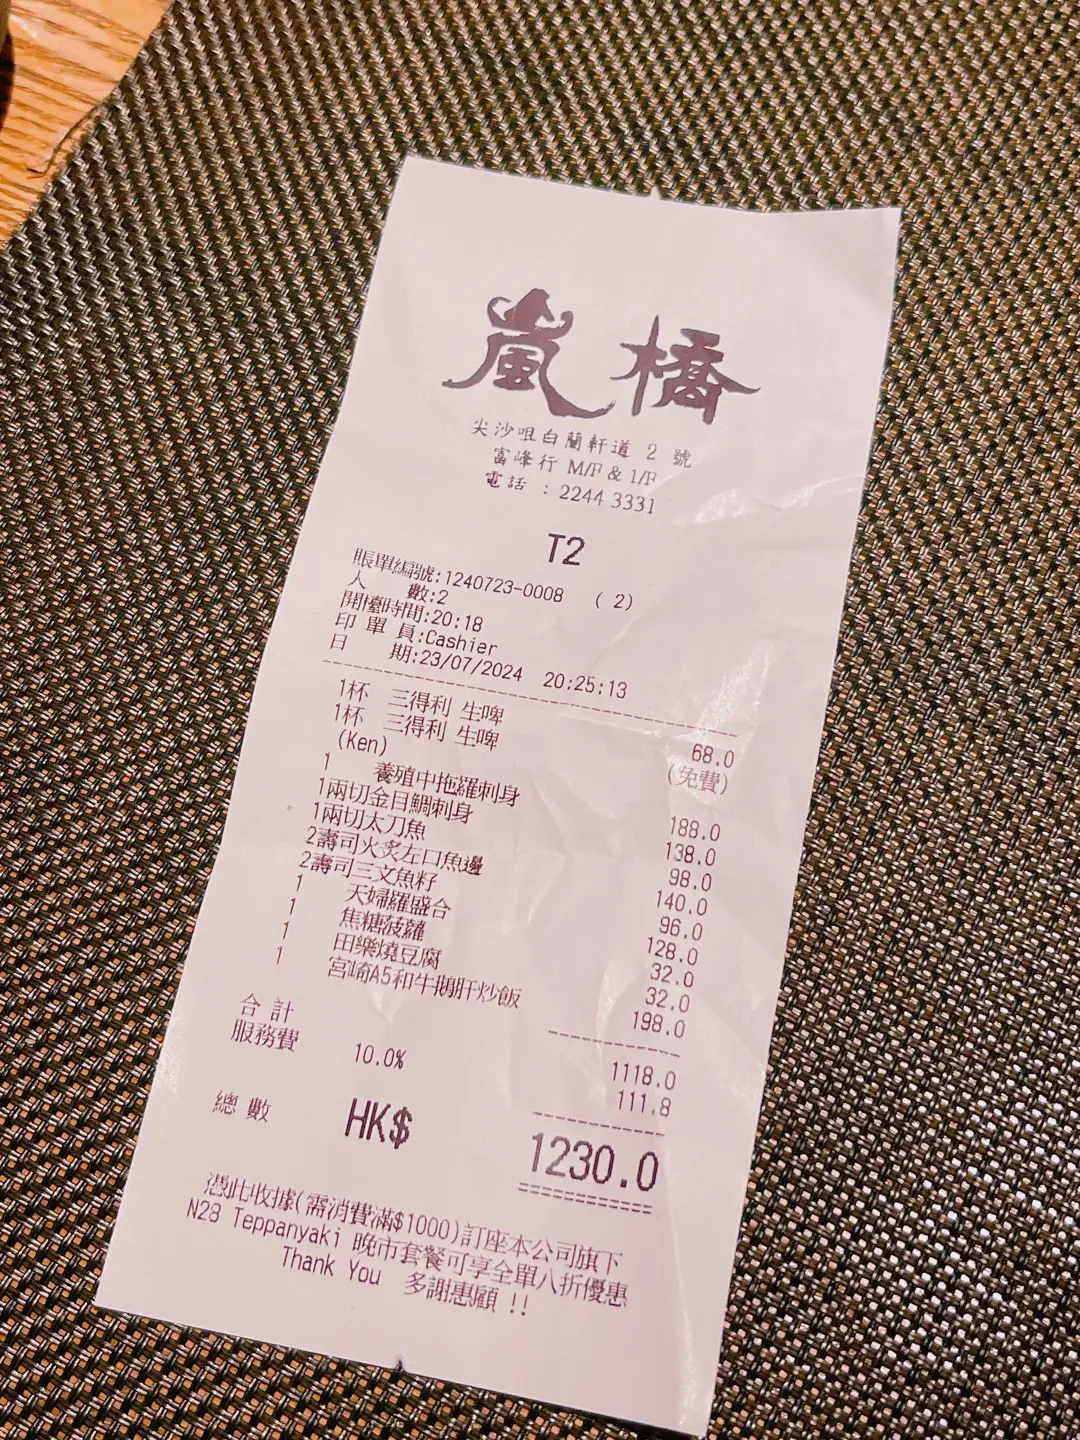 嵐橋
尖沙咀白蘭軒道 2 號
富峰行 M/F & 1/F
電話 : 2244 3331
T2
賬單編號:1240723-0008 ( 2)
人 數:2
開檯時間:20:18
印 單 員:Cashier
日 期:23/07/2024 20:25:13
1杯 三得利 生啤 68.0
1杯 三得利 生啤 (免費)
(Ken)
1 養殖中拖羅刺身 188.0
1兩切金目鯛刺身 138.0
1兩切太刀魚 98.0
2壽司火炙左口魚邊 140.0
2壽司三文魚籽 96.0
1 天婦羅盛合 128.0
1 焦糖菠蘿 32.0
1 田樂燒豆腐 32.0
1 宮崎A5和牛鵝肝炒飯 198.0
合 計 1118.0
服務費 10.0% 111.8
總 數 HK$ 1230.0
憑此收據(需消費滿$1000)訂座本公司旗下
N28 Teppanyaki 晚市套餐可享全單八折優惠
Thank You 多謝惠顧 !!